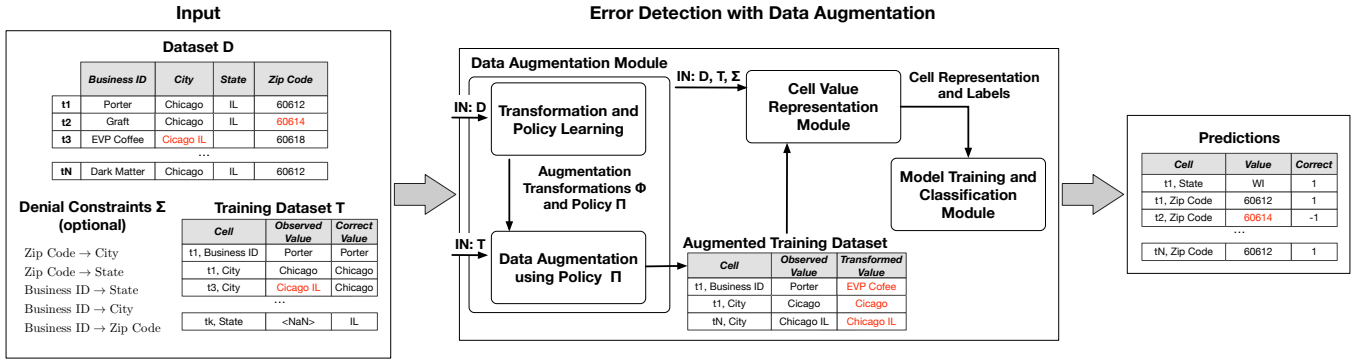 Input
Error Detection with Data Augmentation
Dataset D
Business ID City State Zip Code
t1 Porter Chicago IL 60612
t2 Graft Chicago IL 60614
t3 EVP Coffee Cicago IL 60618
...
tN Dark Matter Chicago IL 60612
Denial Constraints Σ
(optional)
Zip Code → City
Zip Code → State
Business ID → State
Business ID → City
Business ID → Zip Code
Training Dataset T
Cell Observed Value Correct Value
t1, Business ID Porter Porter
t1, City Chicago Chicago
t3, City Cicago IL Chicago
...
tk, State <NaN> IL
Data Augmentation Module
IN: D
Transformation and
Policy Learning
Augmentation
Transformations Φ
and Policy Π
IN: T
Data Augmentation
using Policy Π
IN: D, T, Σ
Cell Value
Representation
Module
Cell Representation
and Labels
Model Training and
Classification
Module
Augmented Training Dataset
Cell Observed Value Transformed Value
t1, Business ID Porter EVP Cofee
t1, City Cicago Cicago
tN, City Chicago IL Chicago IL
Predictions
Cell Value Correct
t1, State WI 1
t1, Zip Code 60612 1
t2, Zip Code 60614 -1
...
tN, Zip Code 60612 1